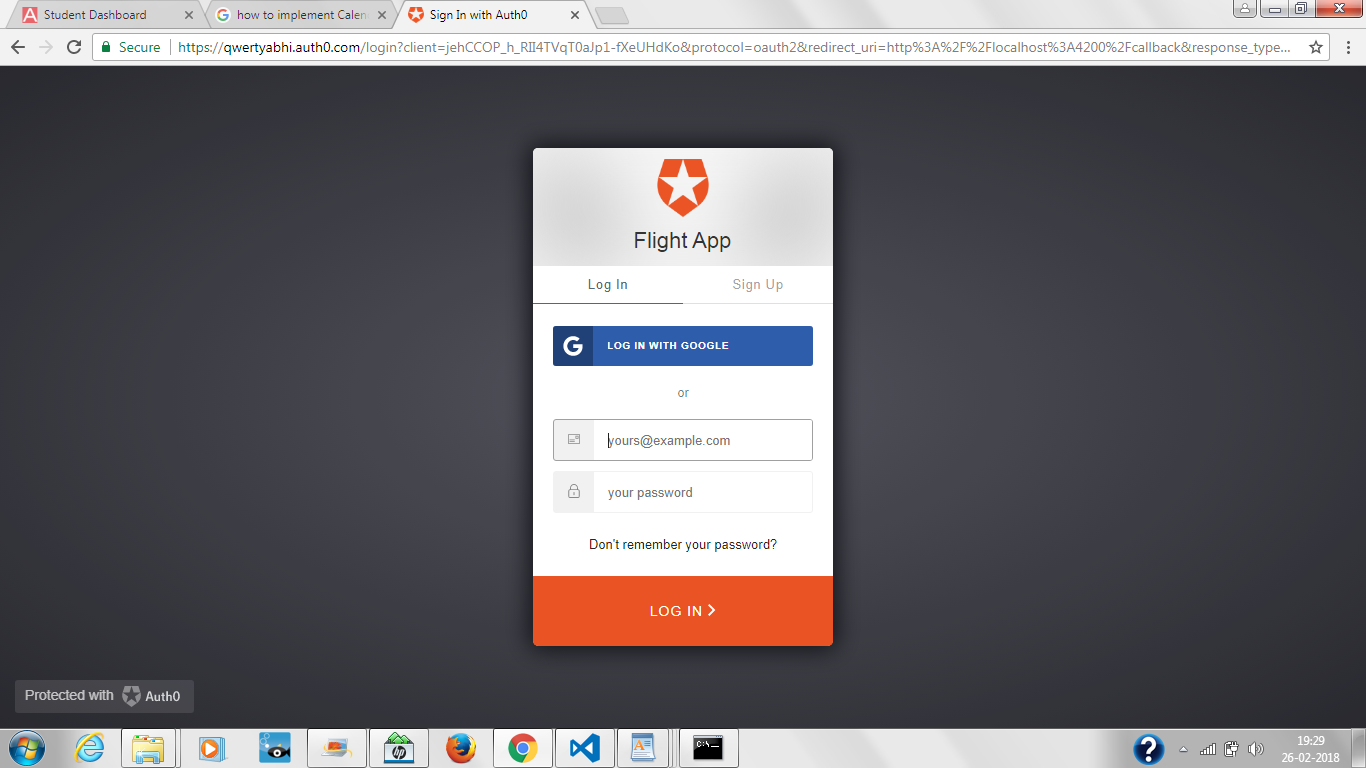 Student Dashboard
how to implement Calen
Sign In with Auth0
Secure
https://qwertyabhi.auth0.com/login?client=jehCCOP_h_RII4TVqT0aJp1-fXeUHdKo&protocol=oauth2&redirect_uri=http%3A%2F%2Flocalhost%3A4200%2Fcallback&response_type...
Flight App
Log In
Sign Up
LOG IN WITH GOOGLE
or
yours@example.com
your password
Don't remember your password?
LOG IN
Protected with Auth0
hp
C:\_
19:29
26-02-2018